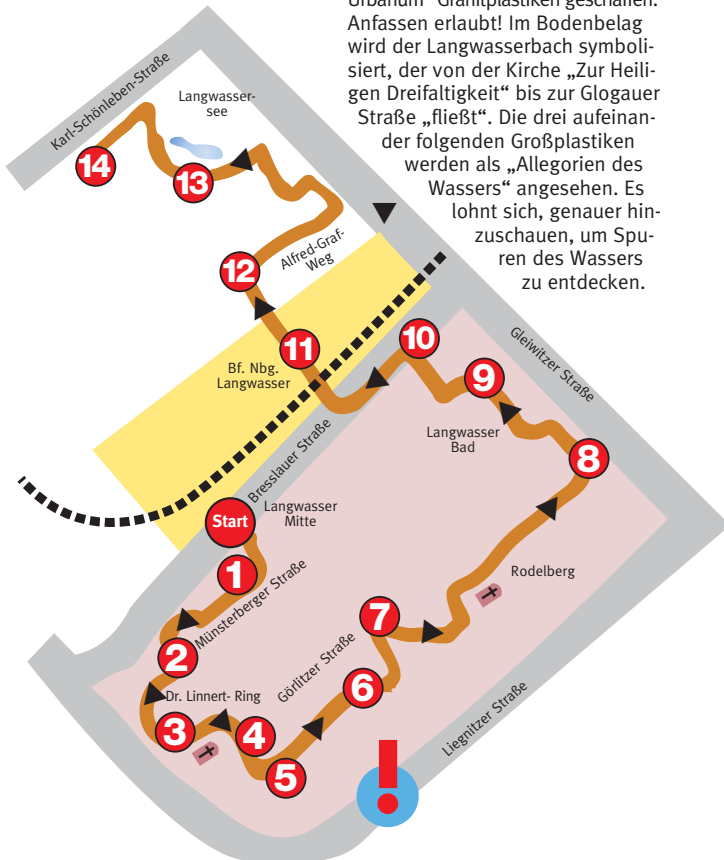 Urbanum“ Granitplastiken geschaffen.
Anfassen erlaubt! Im Bodenbelag
wird der Langwasserbach symboli-
siert, der von der Kirche „Zur Heili-
gen Dreifaltigkeit“ bis zur Glogauer
Straße „fließt“. Die drei aufeinan-
der folgenden Großplastiken
werden als „Allegorien des
Wassers“ angesehen. Es
lohnt sich, genauer hin-
zuschauen, um Spu-
ren des Wassers
zu entdecken.
Karl-Schönleben-Straße
Langwasser-
see
14
13
12
Alfred-Graf-
Weg
11
10
Bf. Nbg.
Langwasser
Gleiwitzer Straße
9
Langwasser
Bad
8
Bresslauer Straße
Start
Langwasser
Mitte
1
Münsterberger Straße
2
Rodelberg
7
Görlitzer Straße
6
Dr. Linnert- Ring
3
4
5
Liegnitzer Straße
!